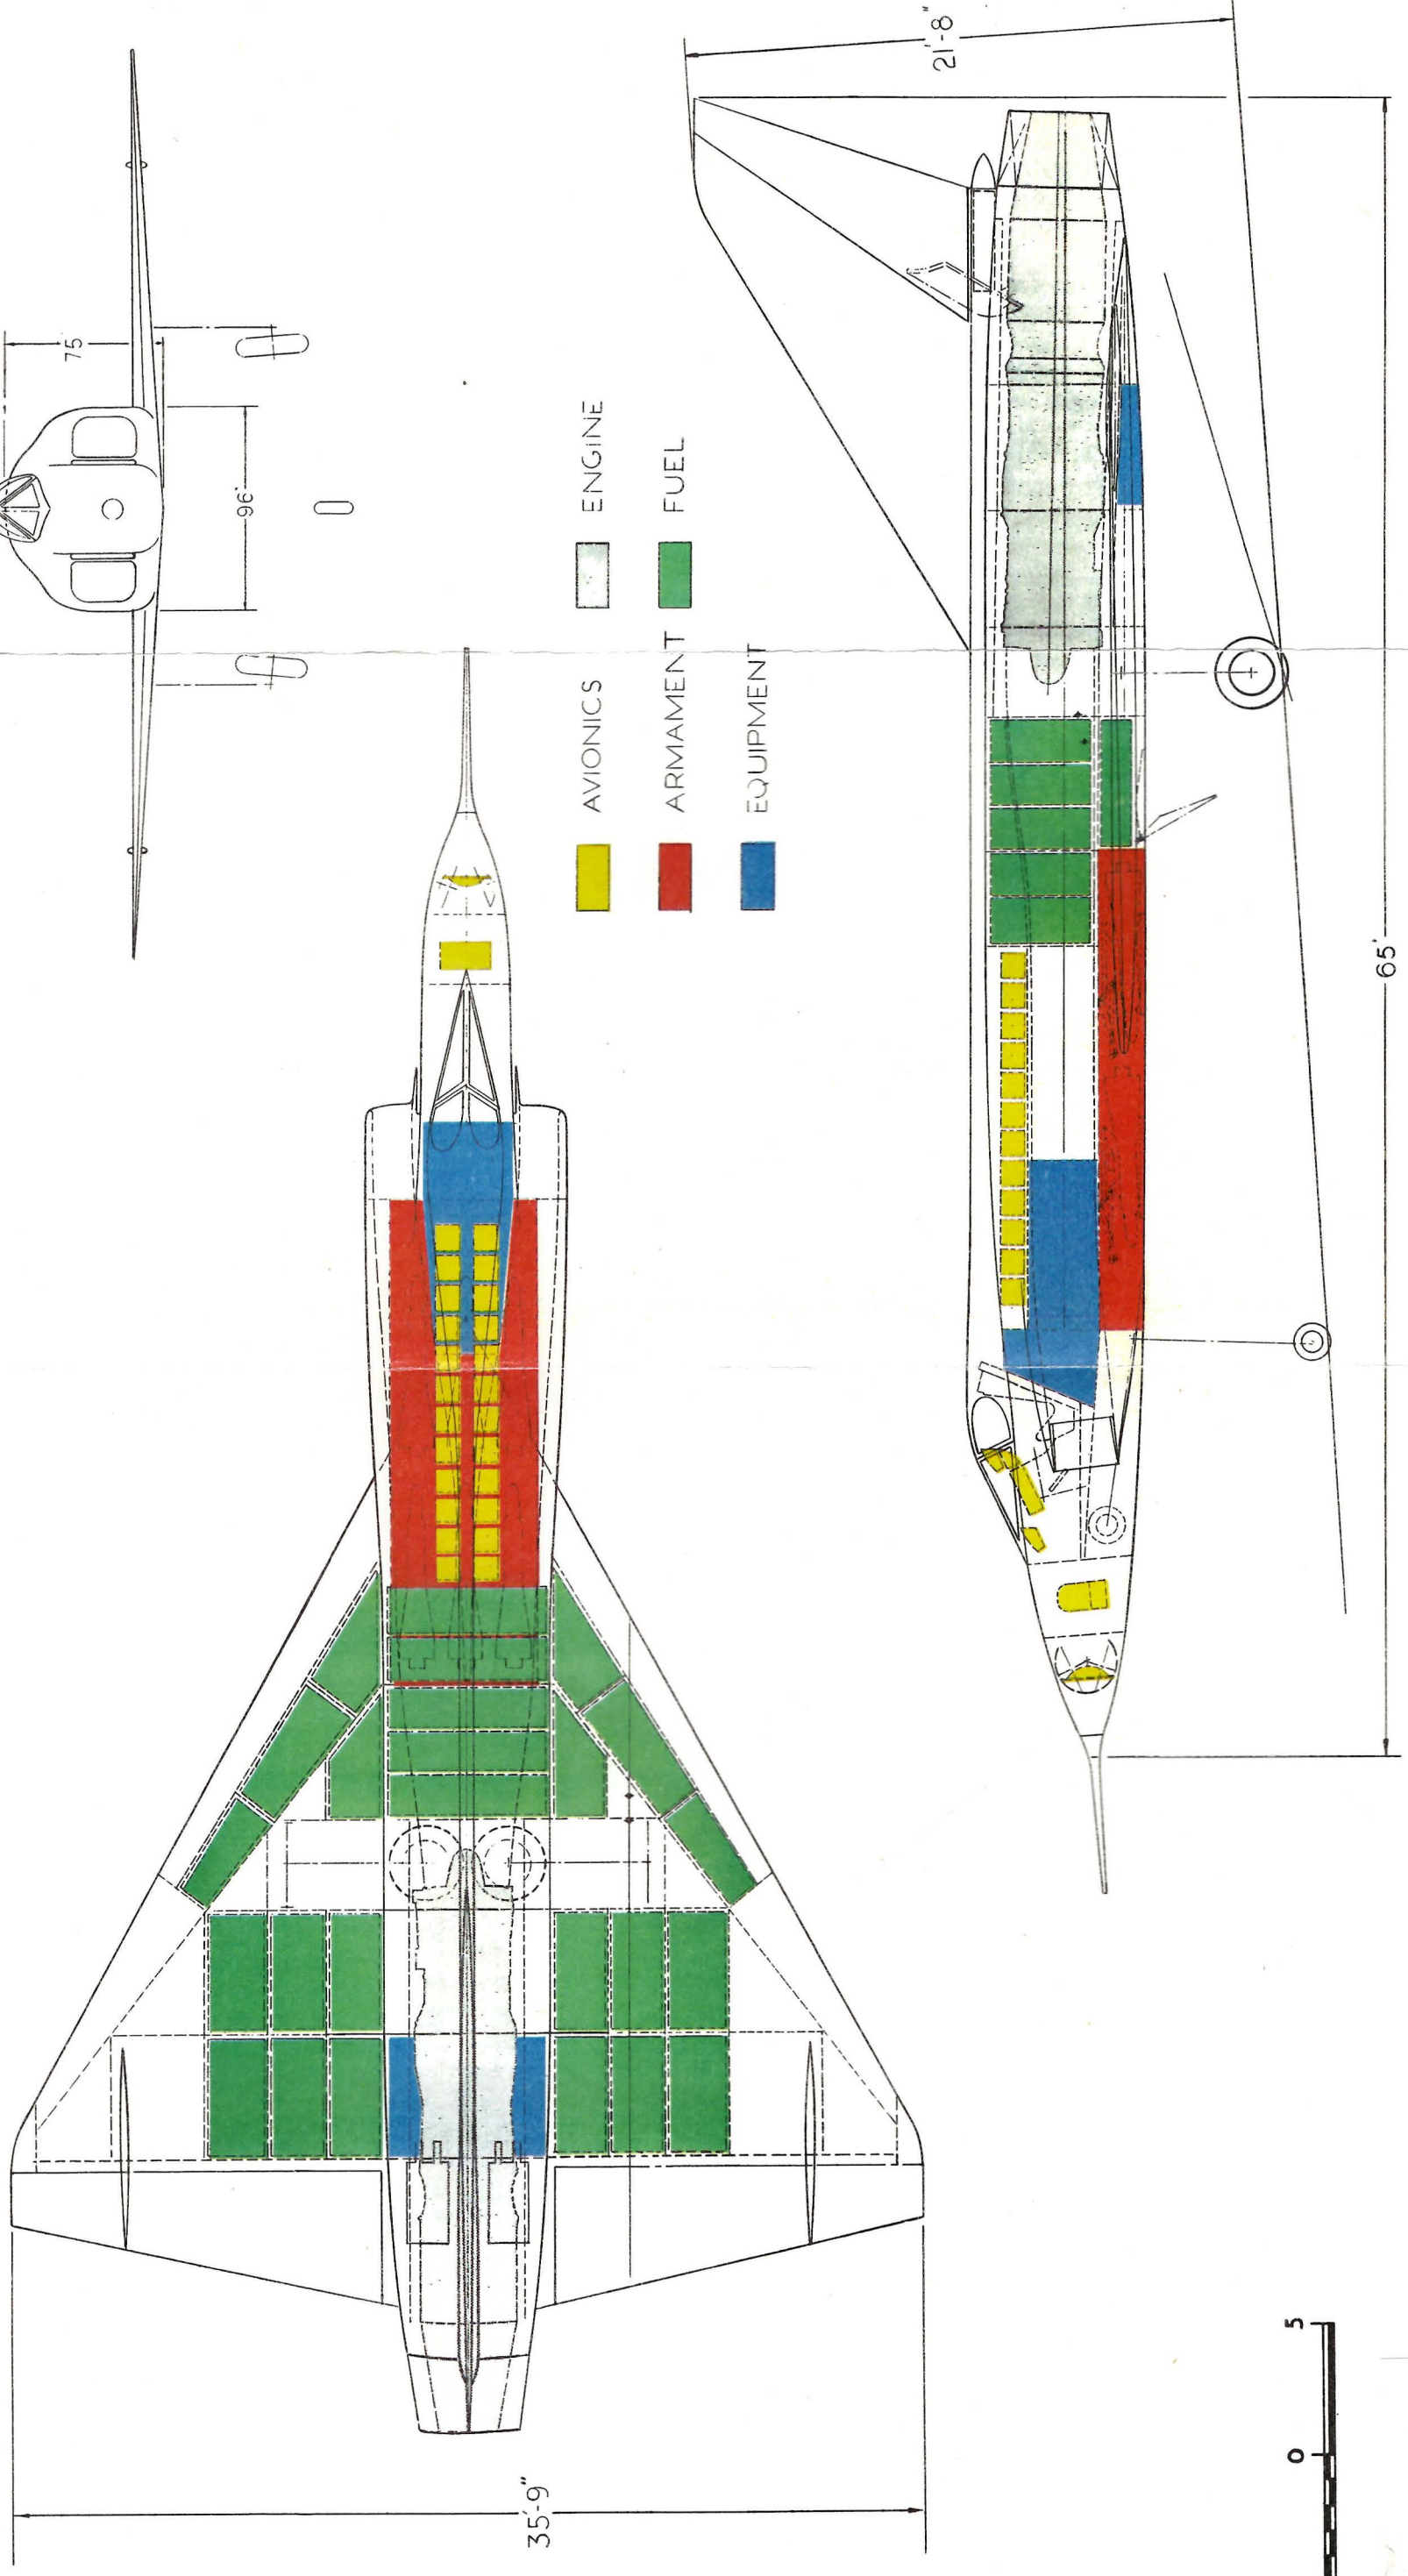 75
96"
AVIONICS
ENGINE
ARMAMENT
FUEL
EQUIPMENT
21'-8"
65'
35'-9"
0
5